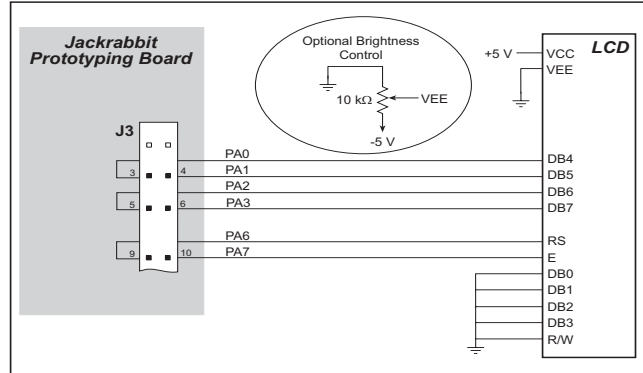 Jackrabbit
Prototyping Board
J3
3
4
5
6
9
10
PA0
PA1
PA2
PA3
PA6
PA7
Optional Brightness
Control
10 kΩ
VEE
-5 V
+5 V
LCD
VCC
VEE
DB4
DB5
DB6
DB7
RS
E
DB0
DB1
DB2
DB3
R/W